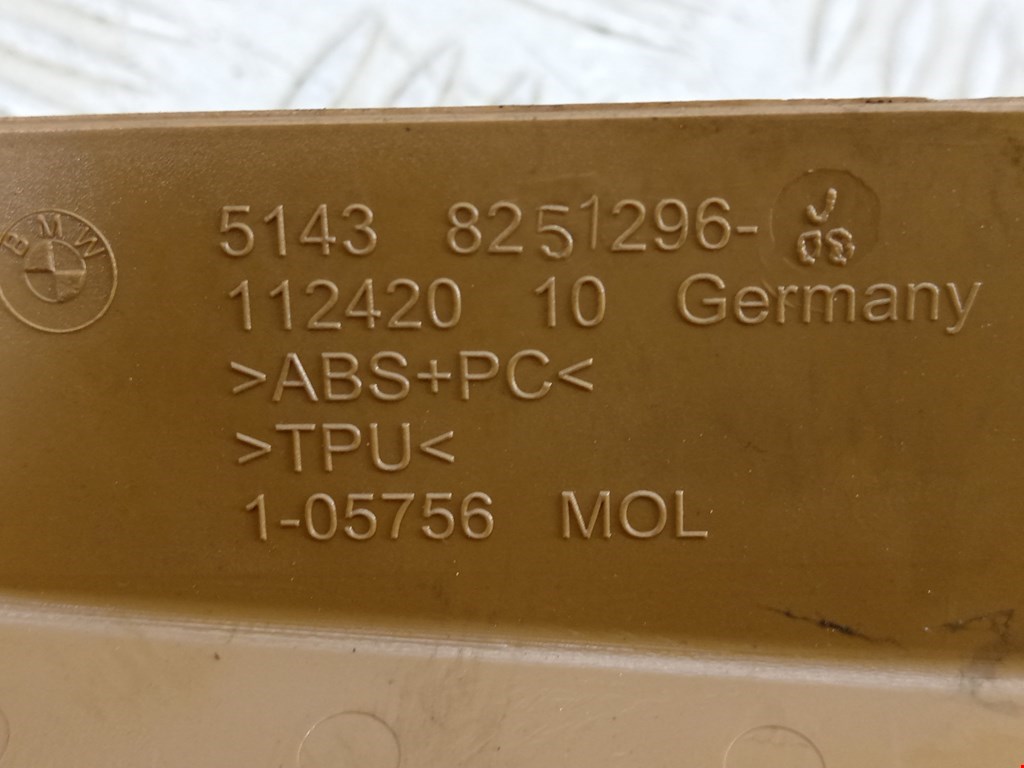 BMW
5143 8251296-
112420 10 Germany
>ABS+PC<
>TPU<
1-05756 MOL